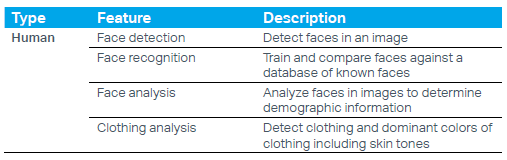 Type Feature Description
Human Face detection Detect faces in an image
Face recognition Train and compare faces against a
database of known faces
Face analysis Analyze faces in images to determine
demographic information
Clothing analysis Detect clothing and dominant colors of
clothing including skin tones